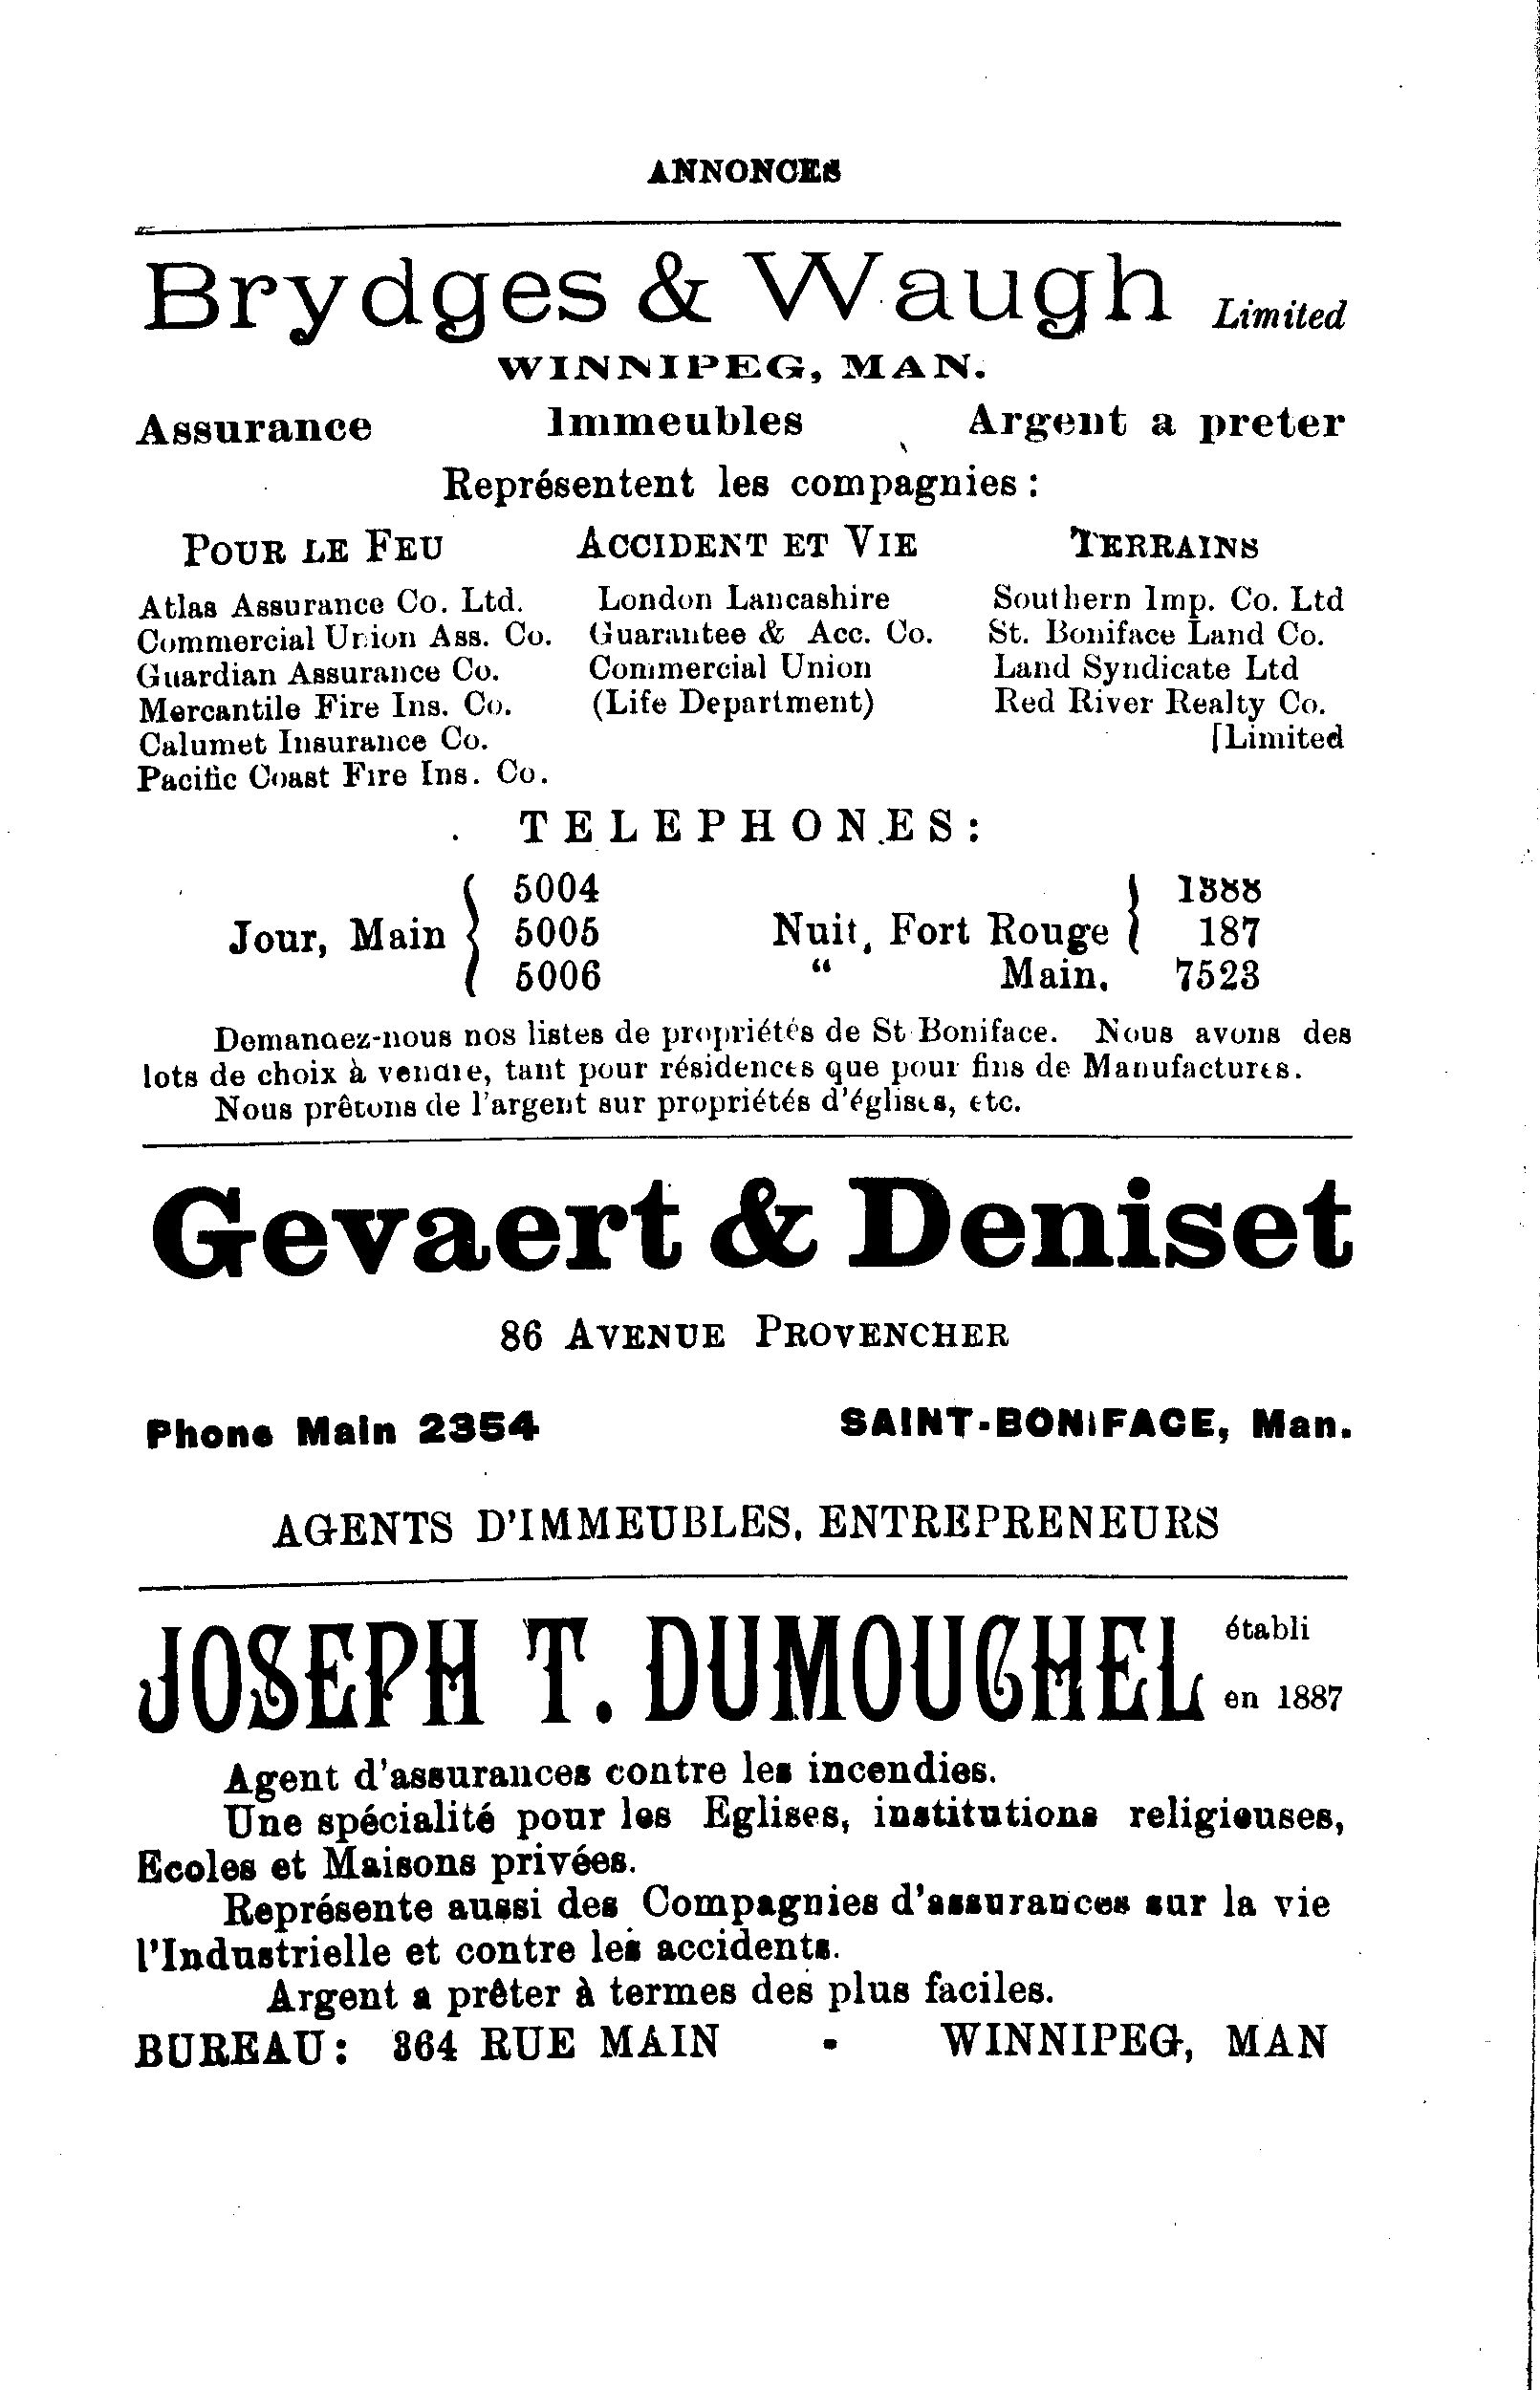 ANNONCES
Brydges & Waugh Limited
WINNIPEG, MAN.
Assurance Immeubles Argent a preter
Représentent les compagnies :
POUR LE FEU ACCIDENT ET VIE TERRAINS
Atlas Assurance Co. Ltd. London Lancashire Southern Imp. Co. Ltd
Commercial Union Ass. Co. Guarantee & Acc. Co. St. Boniface Land Co.
Guardian Assurance Co. Commercial Union Land Syndicate Ltd
Mercantile Fire Ins. Co. (Life Department) Red River Realty Co.
Calumet Insurance Co. [Limited
Pacific Coast Fire Ins. Co.
TELEPHONES:
5004 1888
Jour, Main 5005 Nuit, Fort Rouge 187
5006 “ Main. 7523
Demandez-nous nos listes de propriétés de St Boniface. Nous avons des
lots de choix à vendre, tant pour résidences que pour fins de Manufactures.
Nous prêtons de l'argent sur propriétés d'églises, etc.
Gevaert & Deniset
86 AVENUE PROVENCHER
Phone Main 2354 SAINT-BONIFACE, Man.
AGENTS D'IMMEUBLES, ENTREPRENEURS
JOSEPH T. DUMOUCHEL établi
en 1887
Agent d'assurances contre les incendies.
Une spécialité pour les Eglises, institutions religieuses,
Ecoles et Maisons privées.
Représente aussi des Compagnies d'assurances sur la vie
l'Industrielle et contre les accidents.
Argent a prêter à termes des plus faciles.
BUREAU: 364 RUE MAIN - WINNIPEG, MAN